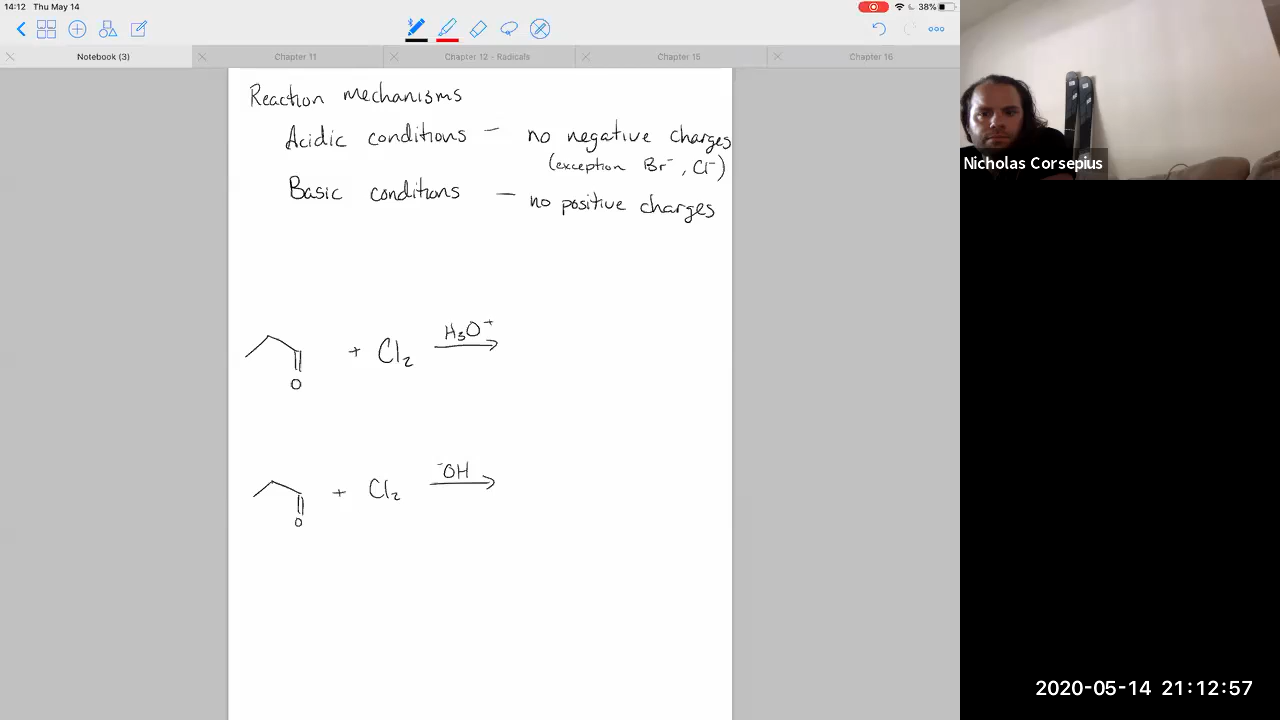 14:12 Thu May 14
38%
Notebook (3)
Chapter 11
Chapter 12 - Radicals
Chapter 15
Chapter 16
Reaction mechanisms
Acidic conditions — no negative charges
(exception Br⁻, Cl⁻)
Basic conditions — no positive charges
H₃O⁺
+ Cl₂
O
⁻OH
+ Cl₂
O
Nicholas Corsepius
2020-05-14 21:12:57